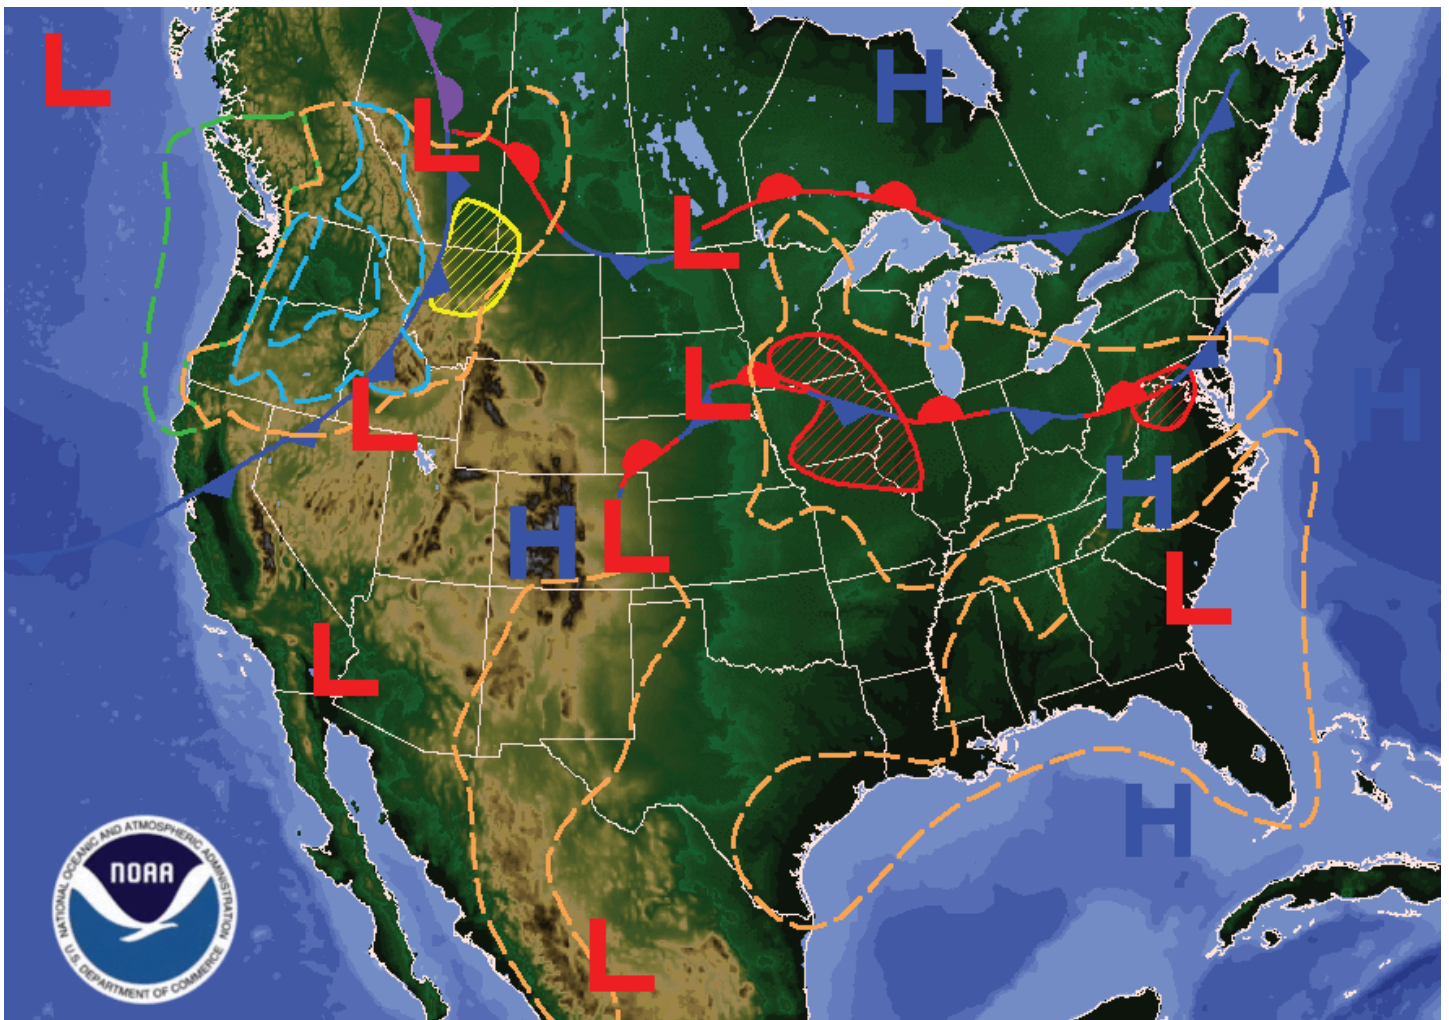 L
H
L
L
L
H
L
H
H
L
H
L
L
H
L
NATIONAL OCEANIC AND ATMOSPHERIC ADMINISTRATION
NOAA
U.S. DEPARTMENT OF COMMERCE
L